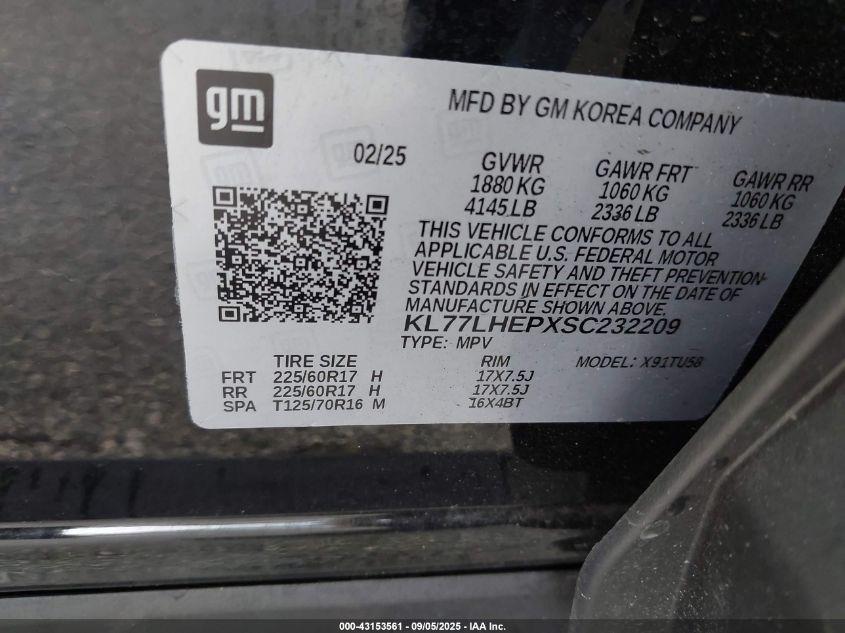 gm
MFD BY GM KOREA COMPANY
02/25
GVWR
1880 KG
4145 LB
GAWR FRT
1060 KG
2336 LB
GAWR RR
1060 KG
2336 LB
THIS VEHICLE CONFORMS TO ALL
APPLICABLE U.S. FEDERAL MOTOR
VEHICLE SAFETY AND THEFT PREVENTION
STANDARDS IN EFFECT ON THE DATE OF
MANUFACTURE SHOWN ABOVE.
KL77LHEPXSC232209
TYPE: MPV
MODEL: X91TU58
TIRE SIZE RIM
FRT 225/60R17 H 17X7.5J
RR 225/60R17 H 17X7.5J
SPA T125/70R16 M 16X4BT
000-43153561 - 09/05/2025 - IAA Inc.